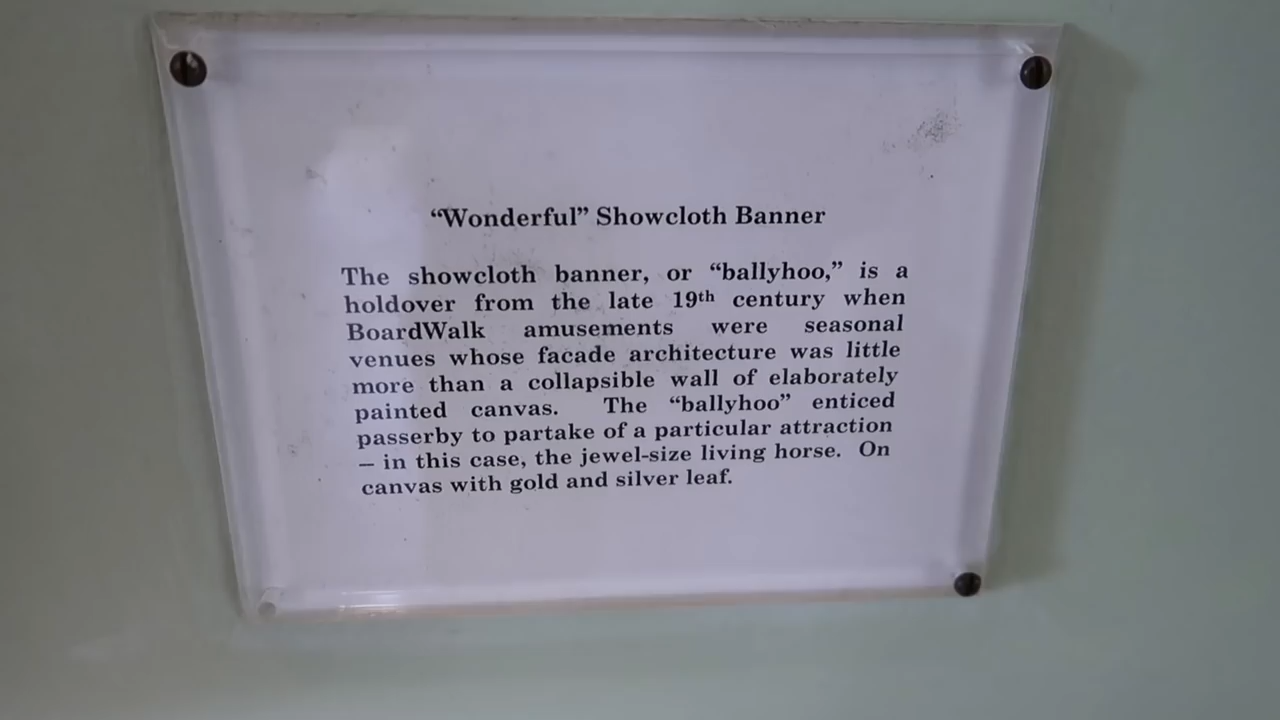 “Wonderful” Showcloth Banner
The showcloth banner, or “ballyhoo,” is a
holdover from the late 19th century when
BoardWalk amusements were seasonal
venues whose facade architecture was little
more than a collapsible wall of elaborately
painted canvas. The “ballyhoo” enticed
passerby to partake of a particular attraction
– in this case, the jewel-size living horse. On
canvas with gold and silver leaf.